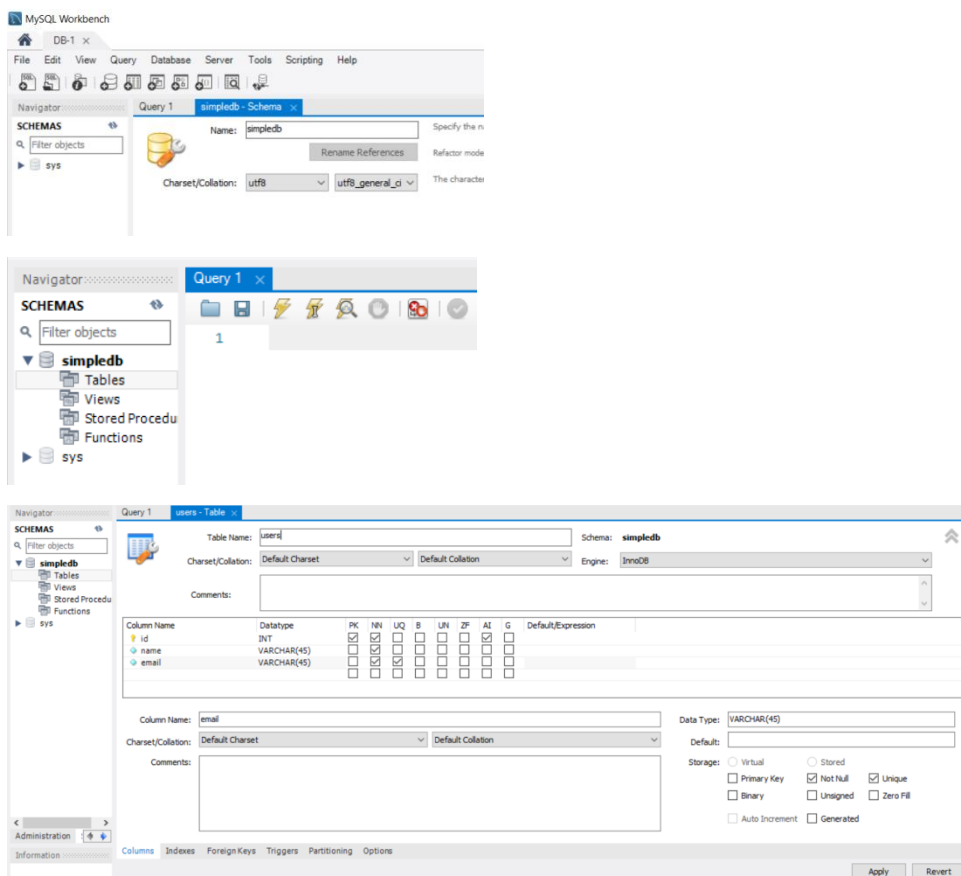 MySQL Workbench
DB-1
File Edit View Query Database Server Tools Scripting Help
Navigator Query 1 simpledb - Schema
SCHEMAS Name: simpledb Specify the n
Filter objects Rename References Refactor mode
sys
Charset/Collation: utf8 utf8_general_ci The character
Navigator Query 1
SCHEMAS
Filter objects 1
simpledb
Tables
Views
Stored Procedu
Functions
sys
Navigator Query 1 users - Table
SCHEMAS Table Name: users Schema: simpledb
Filter objects
simpledb Charset/Collation: Default Charset Default Collation Engine: InnoDB
Tables
Views Comments:
Stored Procedu
Functions
sys
Column Name Datatype PK NN UQ B UN ZF AI G Default/Expression
id INT
name VARCHAR(45)
email VARCHAR(45)
Column Name: email Data Type: VARCHAR(45)
Charset/Collation: Default Charset Default Collation Default:
Comments: Storage: Virtual Stored
Primary Key Not Null Unique
Binary Unsigned Zero Fill
Auto Increment Generated
Administration
Information Columns Indexes Foreign Keys Triggers Partitioning Options
Apply Revert